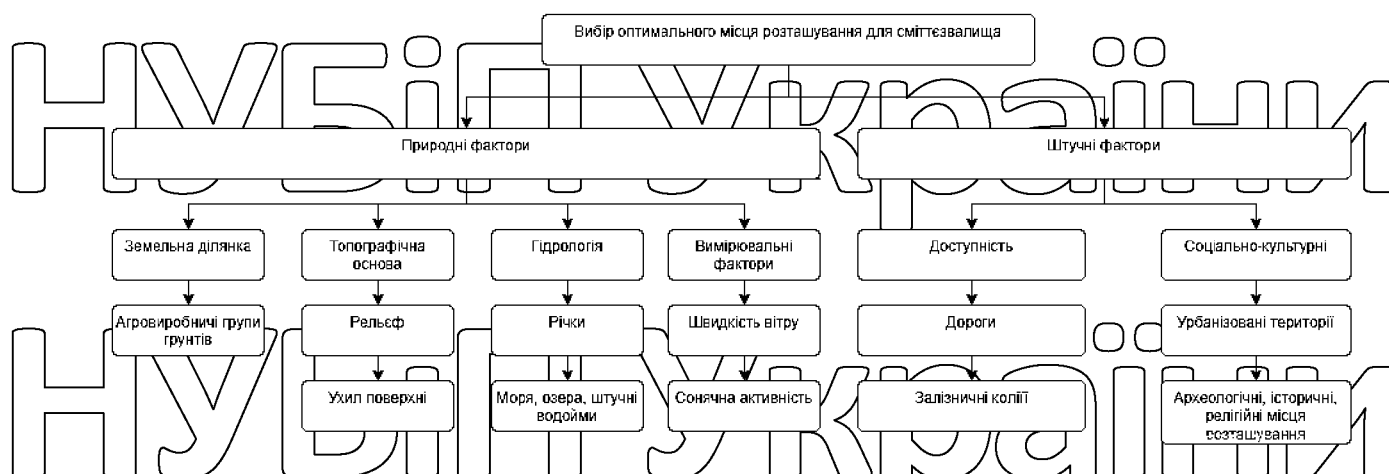 Вибір оптимального місця розташування для сміттєзвалища
НУБіП України
Природні фактори
Штучні фактори
Земельна ділянка
Топографічна
основа
Гідрологія
Вимірювальні
фактори
Доступність
Соціально-культурні
Агровиробничі групи
грунтів
Рельєф
Річки
Швидкість вітру
Дороги
Урбанізовані території
НУБіП України
Ухил поверхні
Моря, озера, штучні
водойми
Сонячна активність
Залізничні колії
Археологічні, історичні,
релігійні місця
розташування